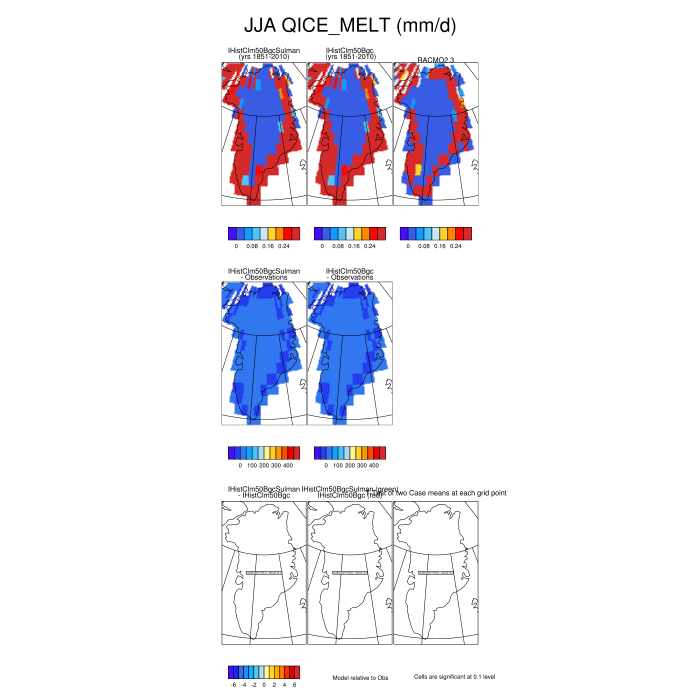 JJA QICE_MELT (mm/d)
IHistClm50BgcSulman
(yrs 1851-2010)
IHistClm50Bgc
(yrs 1851-2010)
RACMO2.3
0 0.08 0.16 0.24
0 0.08 0.16 0.24
0 0.08 0.16 0.24
IHistClm50BgcSulman
- Observations
IHistClm50Bgc
- Observations
0 100 200 300 400
0 100 200 300 400
IHistClm50BgcSulman
- IHistClm50Bgc
IHistClm50BgcSulman (green)
IHistClm50Bgc (red)
of two Case means at each grid point
-6 -4 -2 0 2 4 6
Model relative to Obs
Cells are significant at 0.1 level